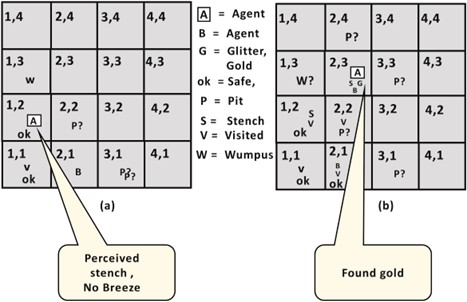 1,4 2,4 3,4 4,4
1,3 2,3 3,3 4,3
w
1,2 2,2 3,2 4,2
A P?
ok
1,1 2,1 3,1 4,1
v B P?
P?
ok
(a)
Perceived
stench ,
No Breeze
A = Agent
B = Agent
G = Glitter,
Gold
ok = Safe,
P = Pit
S = Stench
V = Visited
W = Wumpus
1,4 2,4 3,4 4,4
P?
1,3 2,3 3,3 4,3
W? A P?
S G
B
1,2 2,2 3,2 4,2
S V
V P?
ok
1,1 2,1 3,1 4,1
v B P?
V
ok ok
(b)
Found gold